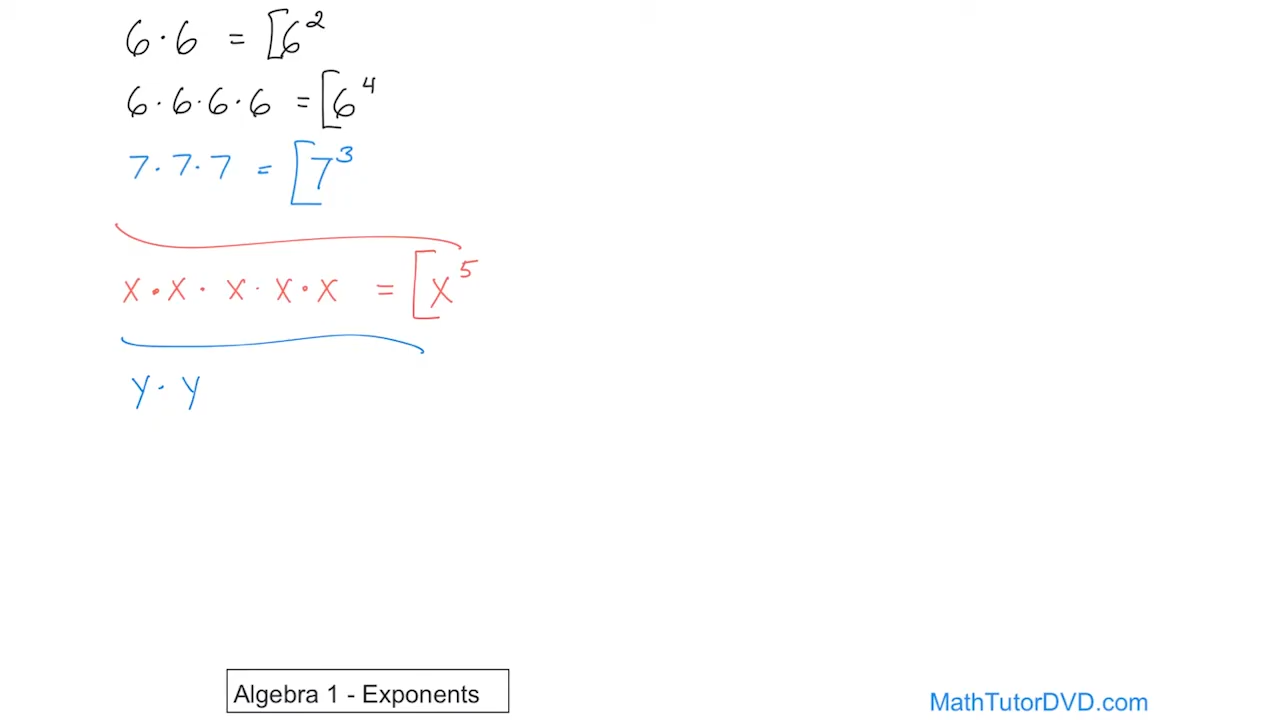 6 · 6 = [6²
6 · 6 · 6 · 6 = [6⁴
7 · 7 · 7 = [7³
x · x · x · x · x = [x⁵
y · y
Algebra 1 - Exponents
MathTutorDVD.com